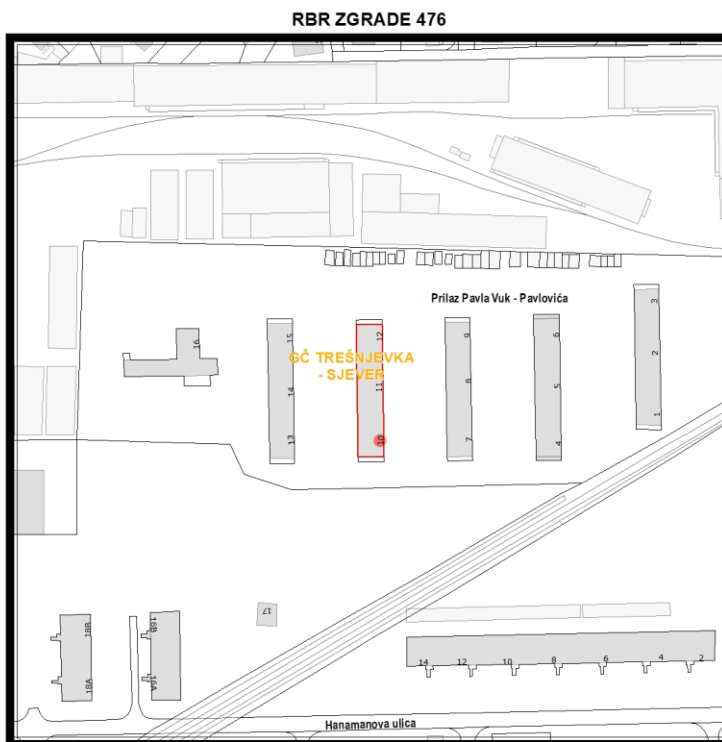 RBR ZGRADE 476
Prilaz Pavla Vuk - Pavlovića
3
15
12
9
6
16
GČ TREŠNJEVKA
- SJEVER
2
14
11
8
5
1
13
10
7
4
17
18B
16B
14
12
10
8
6
4
2
18A
16A
Hanamanova ulica